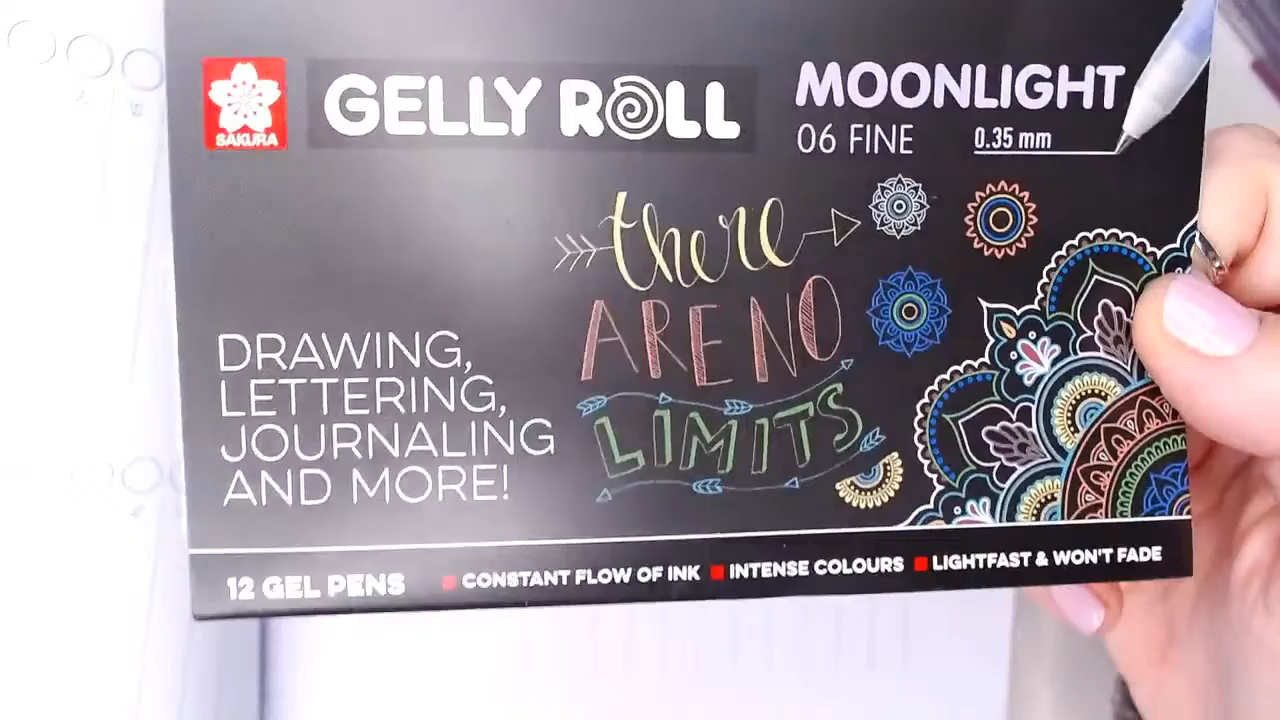 SAKURA
GELLY ROLL
MOONLIGHT
06 FINE 0.35 mm
there
ARE NO
LIMITS
DRAWING,
LETTERING,
JOURNALING
AND MORE!
12 GEL PENS ■ CONSTANT FLOW OF INK ■ INTENSE COLOURS ■ LIGHTFAST & WON'T FADE